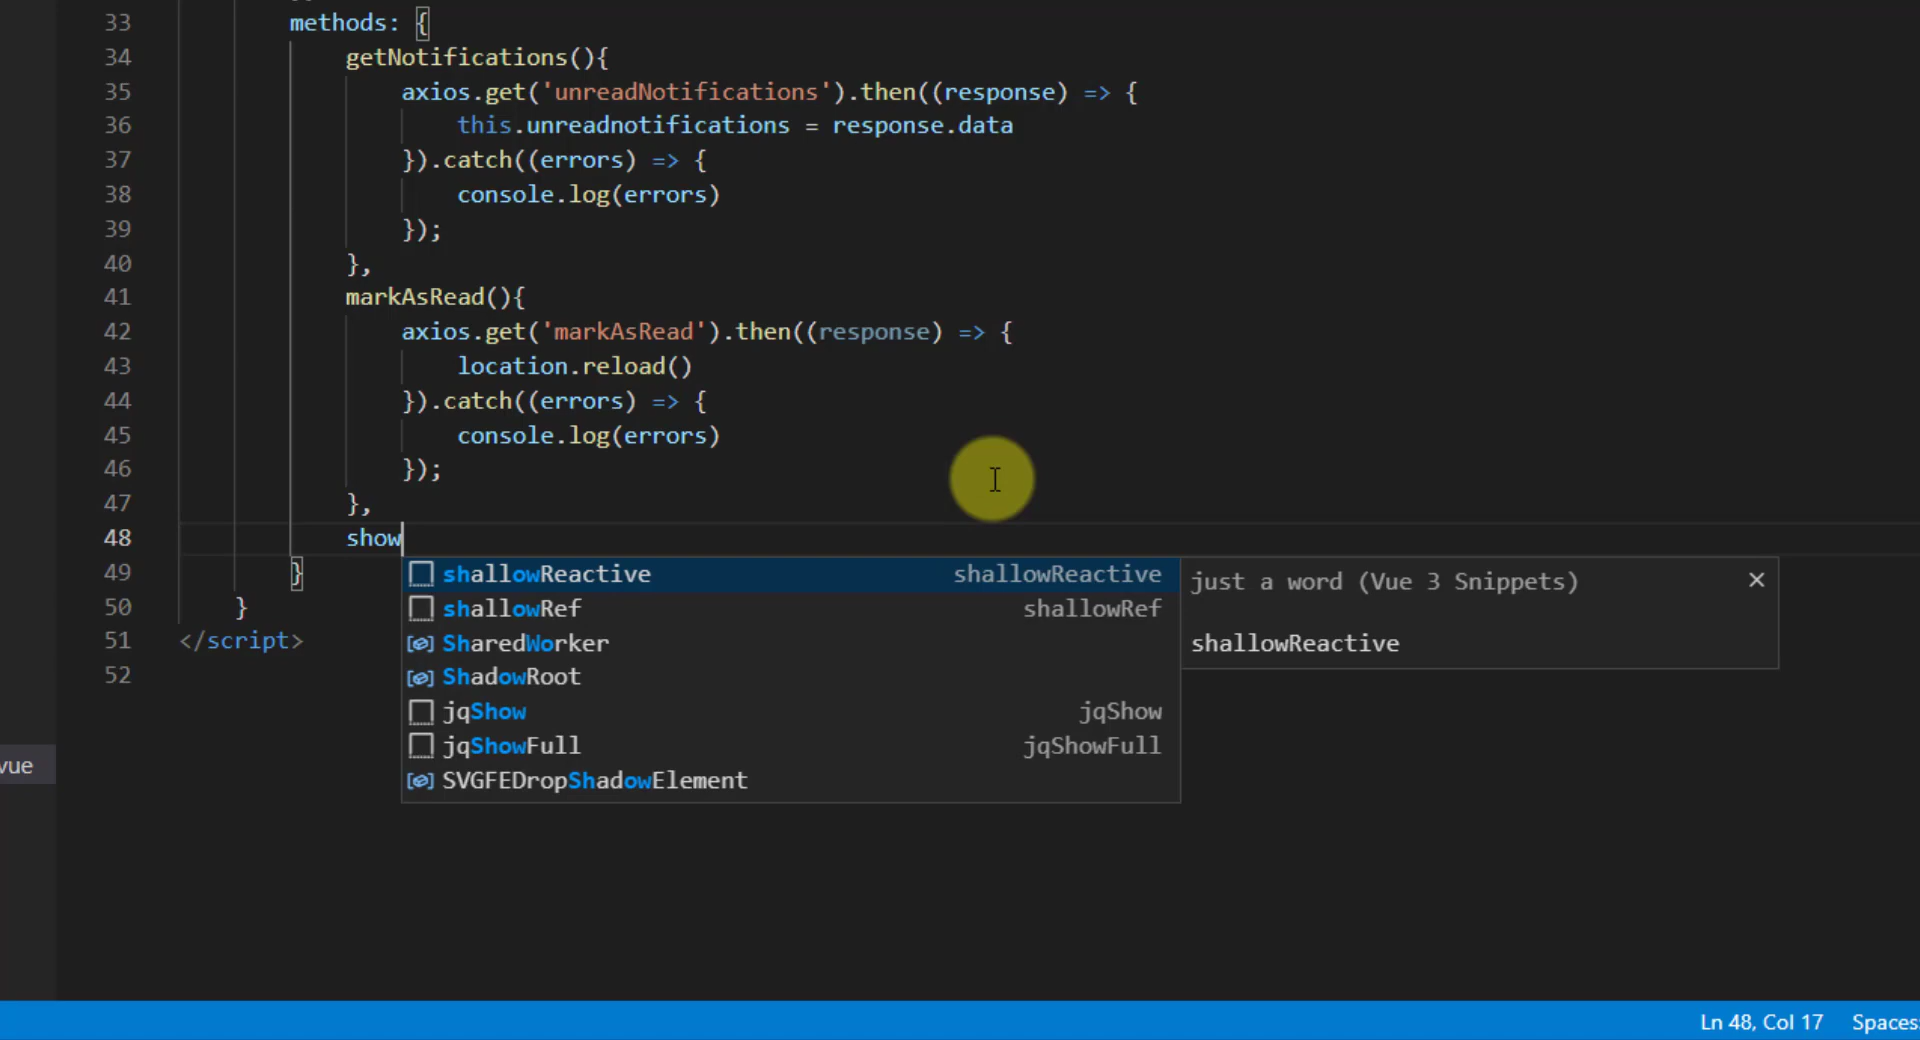 33 methods: {
34 getNotifications(){
35 axios.get('unreadNotifications').then((response) => {
36 this.unreadnotifications = response.data
37 }).catch((errors) => {
38 console.log(errors)
39 });
40 },
41 markAsRead(){
42 axios.get('markAsRead').then((response) => {
43 location.reload()
44 }).catch((errors) => {
45 console.log(errors)
46 });
47 },
48 show
49 }
50 }
51 </script>
52
shallowReactive shallowReactive
shallowRef shallowRef
SharedWorker
ShadowRoot
jqShow jqShow
jqShowFull jqShowFull
SVGFEDropShadowElement
just a word (Vue 3 Snippets)
shallowReactive
vue
Ln 48, Col 17 Spaces: